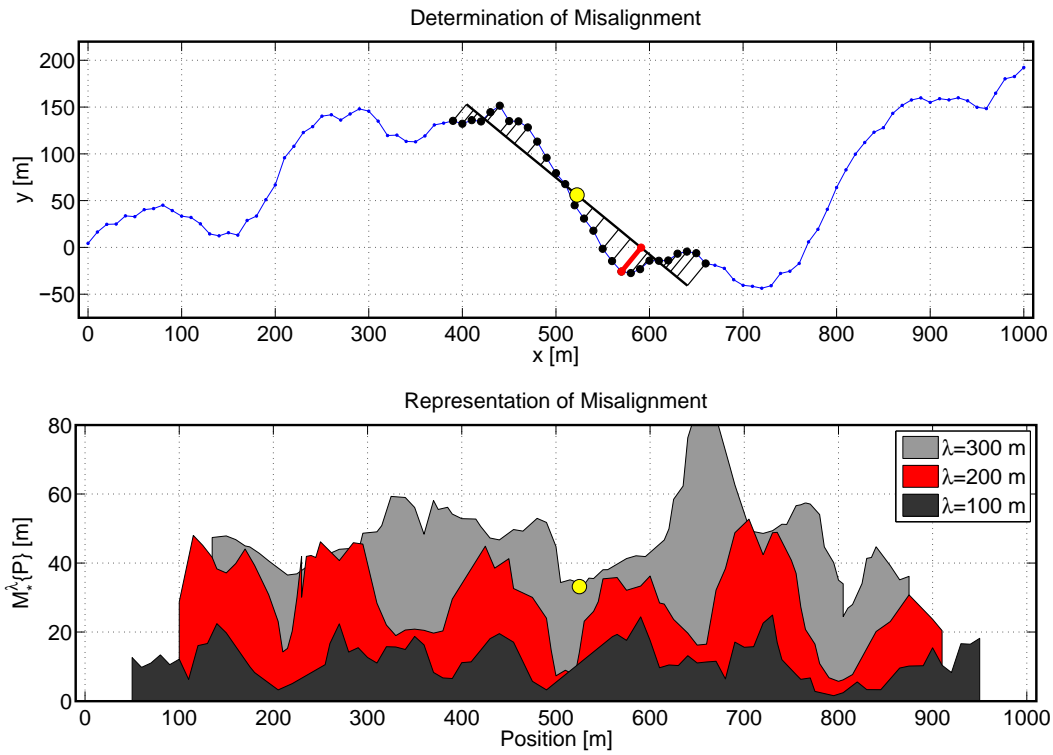 Determination of Misalignment
200
150
100
50
0
−50
y [m]
0 100 200 300 400 500 600 700 800 900 1000
x [m]
Representation of Misalignment
80
60
40
20
0
M*^λ{P} [m]
λ=300 m
λ=200 m
λ=100 m
0 100 200 300 400 500 600 700 800 900 1000
Position [m]